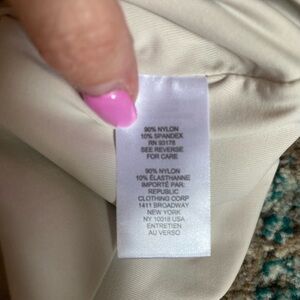 90% NYLON
10% SPANDEX
RN 93178
SEE REVERSE
FOR CARE
90% NYLON
10% ÉLASTHANNE
IMPORTÉ PAR:
REPUBLIC
CLOTHING CORP
1411 BROADWAY
NEW YORK
NY 10018 USA
ENTRETIEN
AU VERSO